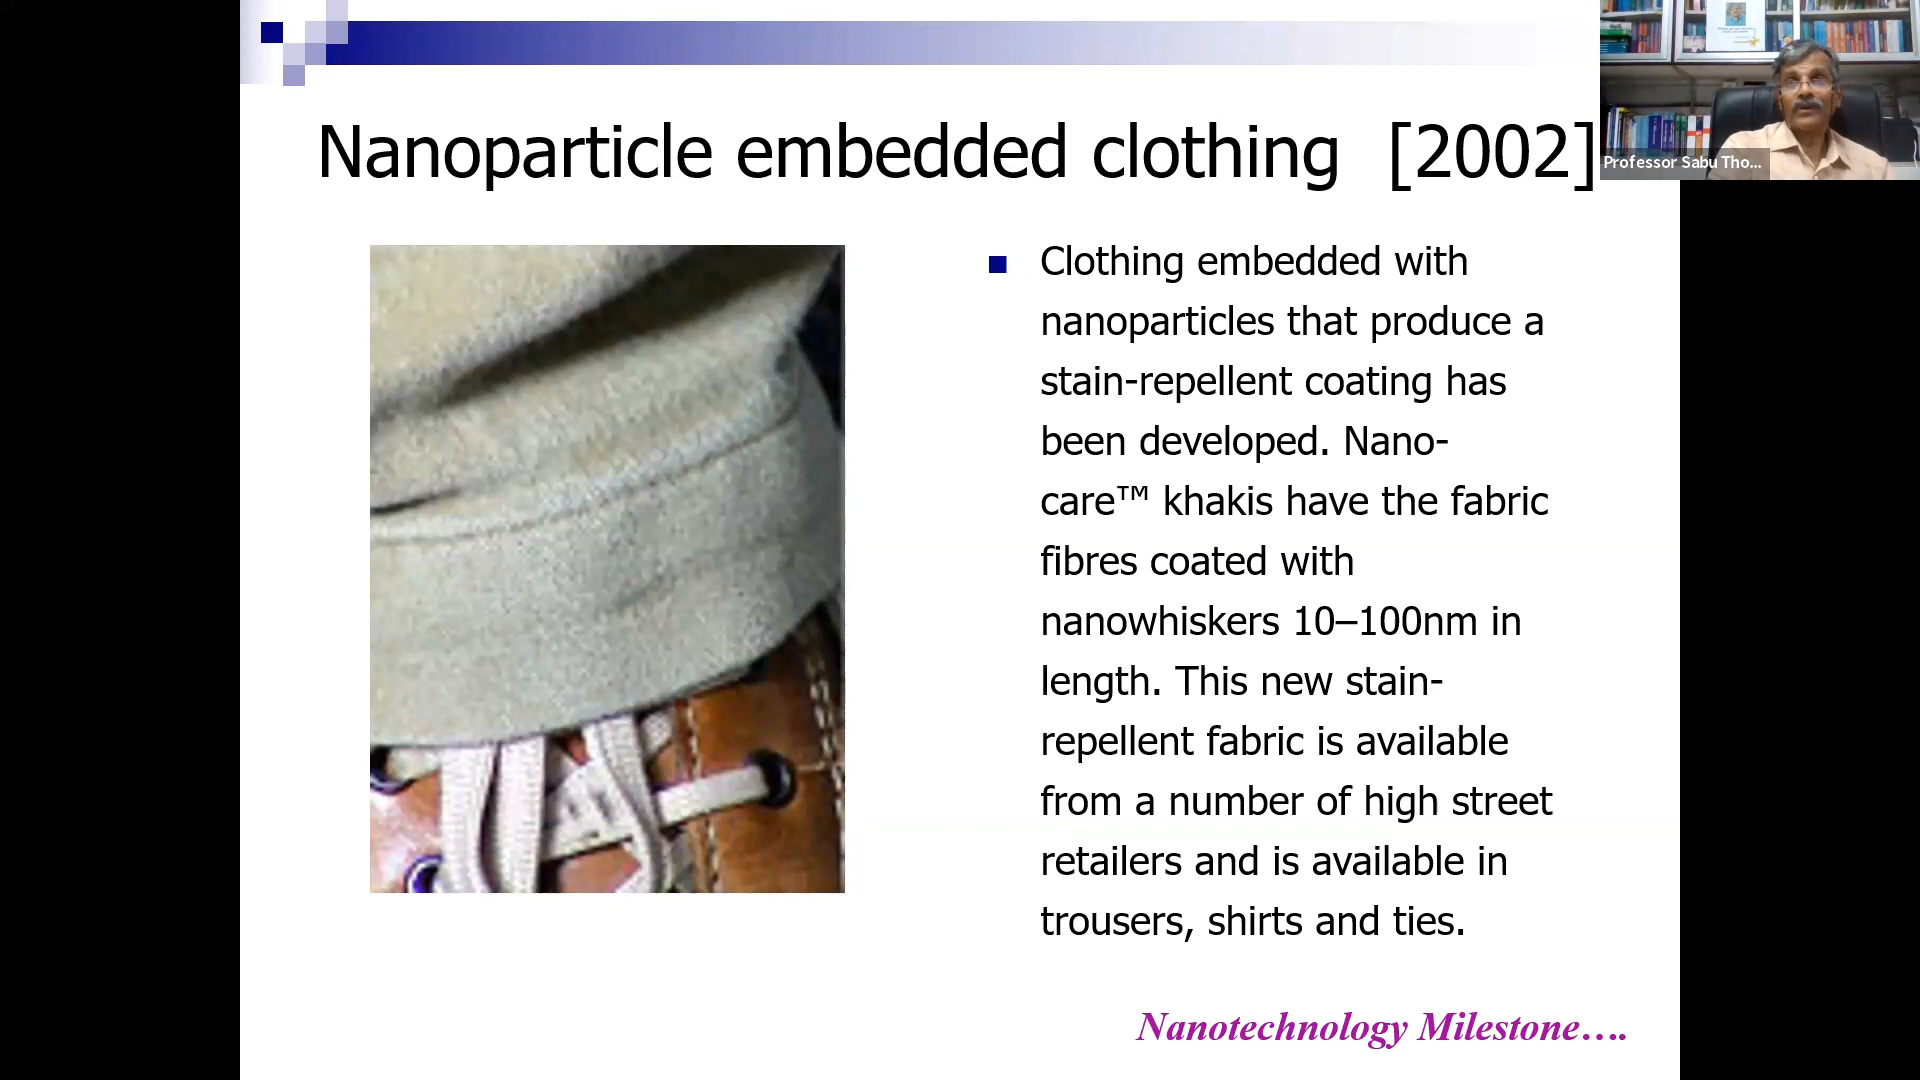 Nanoparticle embedded clothing [2002]
Professor Sabu Tho...
Clothing embedded with
nanoparticles that produce a
stain-repellent coating has
been developed. Nano-
care™ khakis have the fabric
fibres coated with
nanowhiskers 10–100nm in
length. This new stain-
repellent fabric is available
from a number of high street
retailers and is available in
trousers, shirts and ties.
Nanotechnology Milestone....